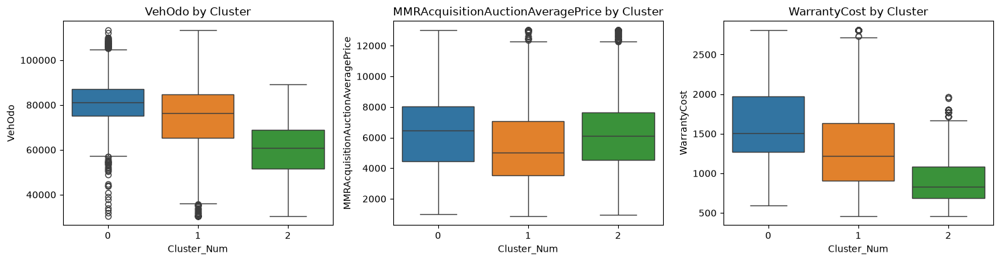 VehOdo by Cluster
VehOdo
100000
80000
60000
40000
0 1 2
Cluster_Num
MMRAcquisitionAuctionAveragePrice by Cluster
MMRAcquisitionAuctionAveragePrice
12000
10000
8000
6000
4000
2000
0 1 2
Cluster_Num
WarrantyCost by Cluster
WarrantyCost
2500
2000
1500
1000
500
0 1 2
Cluster_Num